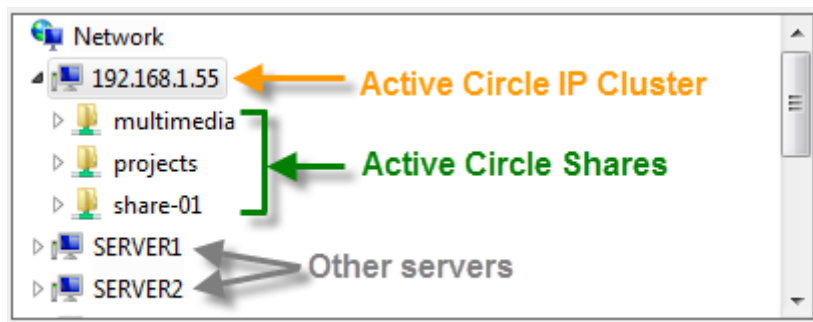 Network
192.168.1.55 Active Circle IP Cluster
multimedia
projects Active Circle Shares
share-01
SERVER1
Other servers
SERVER2